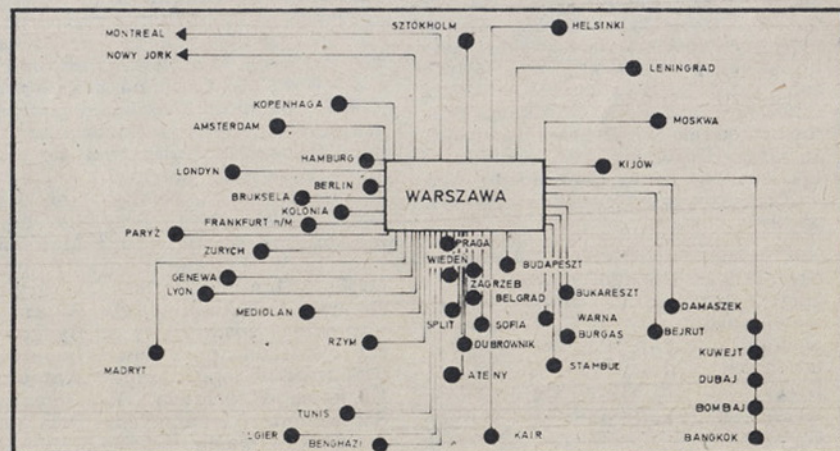 MONTREAL
SZTOKHOLM
HELSINKI
NOWY JORK
LENINGRAD
KOPENHAGA
AMSTERDAM
MOSKWA
HAMBURG
KIJÓW
LONDYN
BERLIN
BRUKSELA
WARSZAWA
KOLONIA
FRANKFURT n/M
PARYŻ
PRAGA
ZURYCH
WIEDEŃ
BUDAPESZT
GENEWA
ZAGRZEB
LYON
BELGRAD
BUKARESZT
DAMASZEK
MEDIOLAN
SPLIT
SOFIA
WARNA
BURGAS
BEJRUT
RZYM
DUBROWNIK
KUWEJT
MADRYT
ATENY
STAMBUŁ
DUBAJ
TUNIS
BOMBAJ
LGIER
KAIR
BANGKOK
BENGHAZI